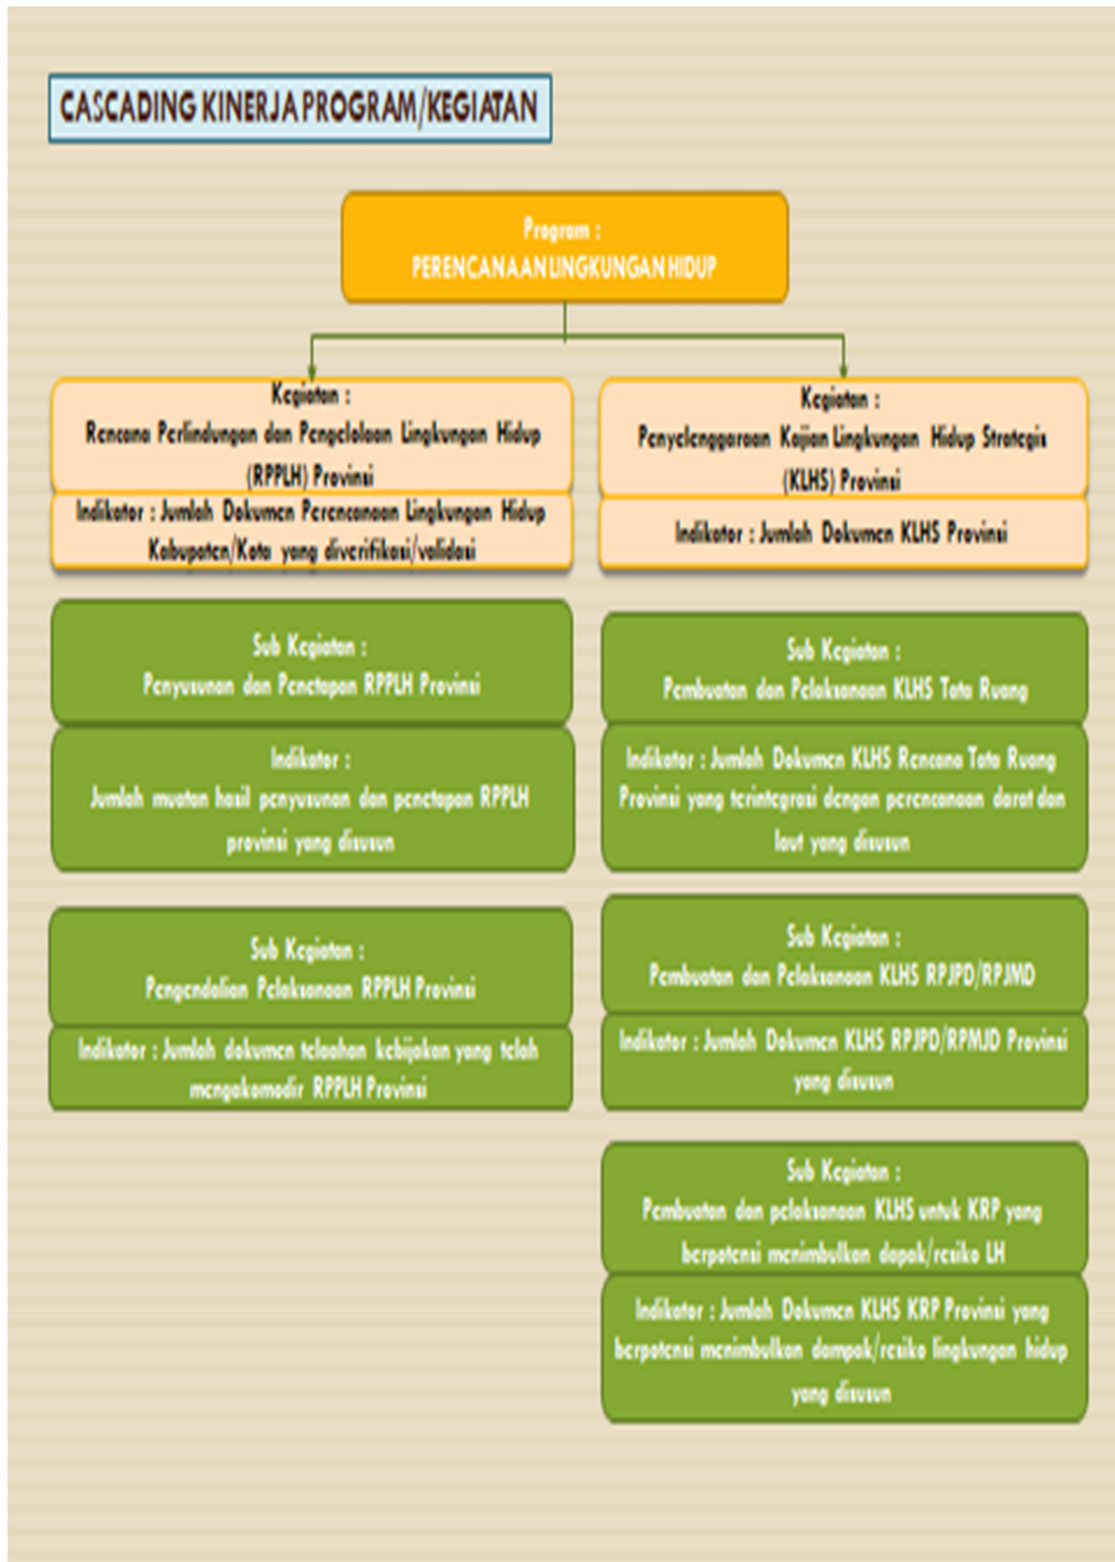 CASCADING KINERJA PROGRAM/KEGIATAN
Program :
PERENCANAAN LINGKUNGAN HIDUP
Kegiatan :
Rencana Perlindungan dan Pengelolaan Lingkungan Hidup
(RPPLH) Provinsi
Indikator : Jumlah Dokumen Perencanaan Lingkungan Hidup
Kabupaten/Kota yang diverifikasi/validasi
Sub Kegiatan :
Penyusunan dan Penetapan RPPLH Provinsi
Indikator :
Jumlah muatan hasil penyusunan dan penetapan RPPLH
provinsi yang disusun
Sub Kegiatan :
Pengendalian Pelaksanaan RPPLH Provinsi
Indikator : Jumlah dokumen telaahan kebijakan yang telah
mengakomodir RPPLH Provinsi
Kegiatan :
Penyelenggaraan Kajian Lingkungan Hidup Strategis
(KLHS) Provinsi
Indikator : Jumlah Dokumen KLHS Provinsi
Sub Kegiatan :
Pembuatan dan Pelaksanaan KLHS Tata Ruang
Indikator : Jumlah Dokumen KLHS Rencana Tata Ruang
Provinsi yang terintegrasi dengan perencanaan darat dan
laut yang disusun
Sub Kegiatan :
Pembuatan dan Pelaksanaan KLHS RPJPD/RPJMD
Indikator : Jumlah Dokumen KLHS RPJPD/RPMJD Provinsi
yang disusun
Sub Kegiatan :
Pembuatan dan pelaksanaan KLHS untuk KRP yang
berpotensi menimbulkan dapak/resiko LH
Indikator : Jumlah Dokumen KLHS KRP Provinsi yang
berpotensi menimbulkan dampak/resiko lingkungan hidup
yang disusun